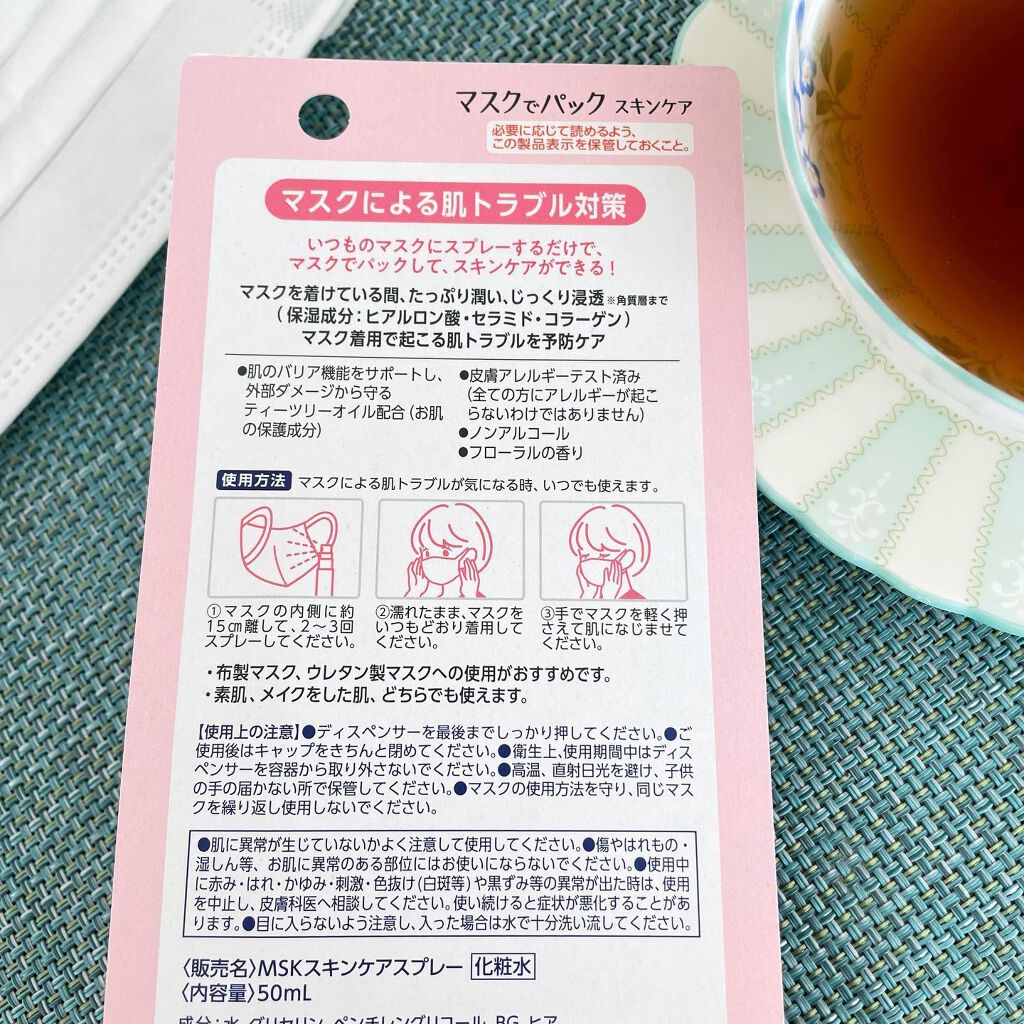 マスクでパック スキンケア
必要に応じて読めるよう、
この製品表示を保管しておくこと。
マスクによる肌トラブル対策
いつものマスクにスプレーするだけで、
マスクでパックして、スキンケアができる！
マスクを着けている間、たっぷり潤い、じっくり浸透※角質層まで
（保湿成分：ヒアルロン酸・セラミド・コラーゲン）
マスク着用で起こる肌トラブルを予防ケア
●肌のバリア機能をサポートし、
外部ダメージから守る
ティーツリーオイル配合（お肌
の保護成分）
●皮膚アレルギーテスト済み
（全ての方にアレルギーが起こ
らないわけではありません）
●ノンアルコール
●フローラルの香り
使用方法 マスクによる肌トラブルが気になる時、いつでも使えます。
①マスクの内側に約
15㎝離して、2〜3回
スプレーしてください。
②濡れたまま、マスクを
いつもどおり着用して
ください。
③手でマスクを軽く押
さえて肌になじませて
ください。
・布製マスク、ウレタン製マスクへの使用がおすすめです。
・素肌、メイクをした肌、どちらでも使えます。
【使用上の注意】●ディスペンサーを最後までしっかり押してください。●ご
使用後はキャップをきちんと閉めてください。●衛生上、使用期間中はディス
ペンサーを容器から取り外さないでください。●高温、直射日光を避け、子供
の手の届かない所で保管してください。●マスクの使用方法を守り、同じマス
クを繰り返し使用しないでください。
●肌に異常が生じていないかよく注意して使用してください。●傷やはれもの・
湿しん等、お肌に異常のある部位にはお使いにならないでください。●使用中
に赤み・はれ・かゆみ・刺激・色抜け（白斑等）や黒ずみ等の異常が出た時は、使用
を中止し、皮膚科医へ相談してください。使い続けると症状が悪化することがあ
ります。●目に入らないよう注意し、入った場合は水で十分洗い流してください。
〈販売名〉MSKスキンケアスプレー 化粧水
〈内容量〉50mL
成分：水、グリセリン、ペンチレングリコール、BG、ヒア